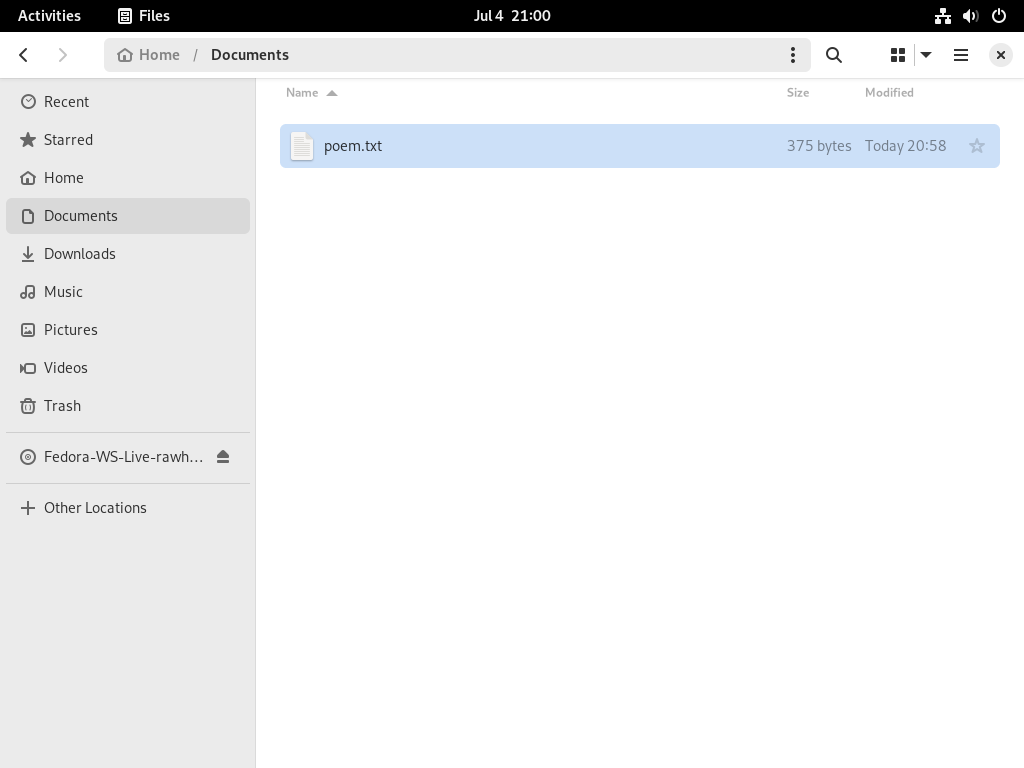 Activities Files Jul 4 21:00
Home / Documents
Recent
Starred
Home
Documents
Downloads
Music
Pictures
Videos
Trash
Fedora-WS-Live-rawh...
Other Locations
Name Size Modified
poem.txt 375 bytes Today 20:58